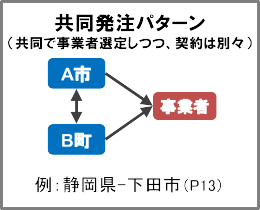 共同発注パターン
（共同で事業者選定しつつ、契約は別々）
A市
事業者
B町
例：静岡県-下田市(P13)